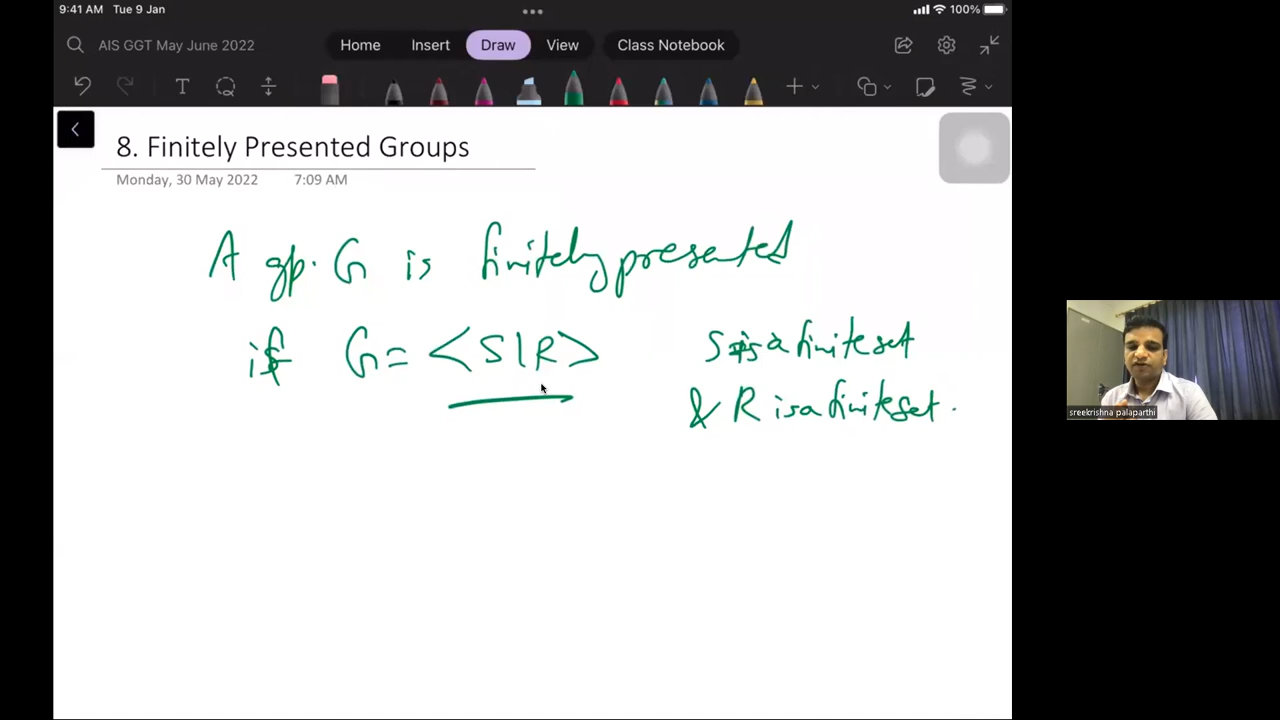 9:41 AM Tue 9 Jan
100%
AIS GGT May June 2022
Home Insert Draw View Class Notebook
8. Finitely Presented Groups
Monday, 30 May 2022 7:09 AM
A gp. G is finitely presented
if G = <S|R> S is a finite set
& R is a finite set.
sreekrishna palaparthi